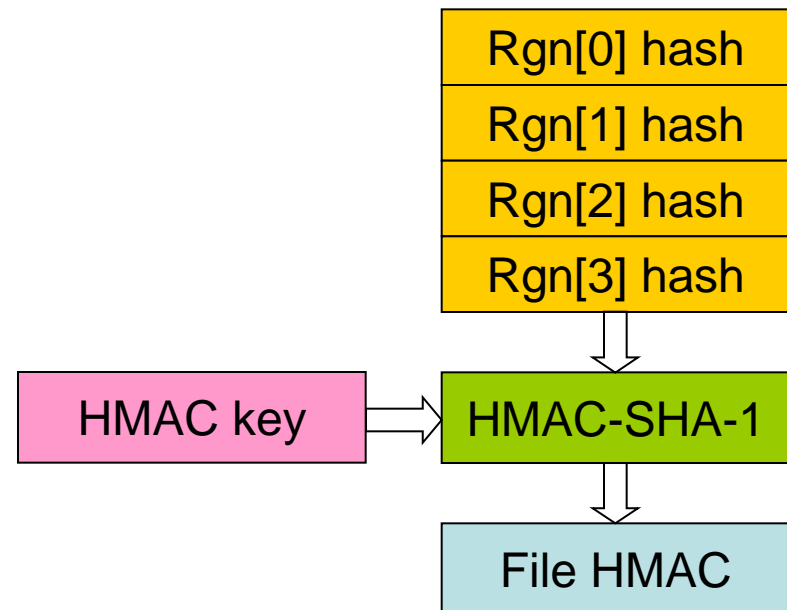 Rgn[0] hash
Rgn[1] hash
Rgn[2] hash
Rgn[3] hash
HMAC key
HMAC-SHA-1
File HMAC